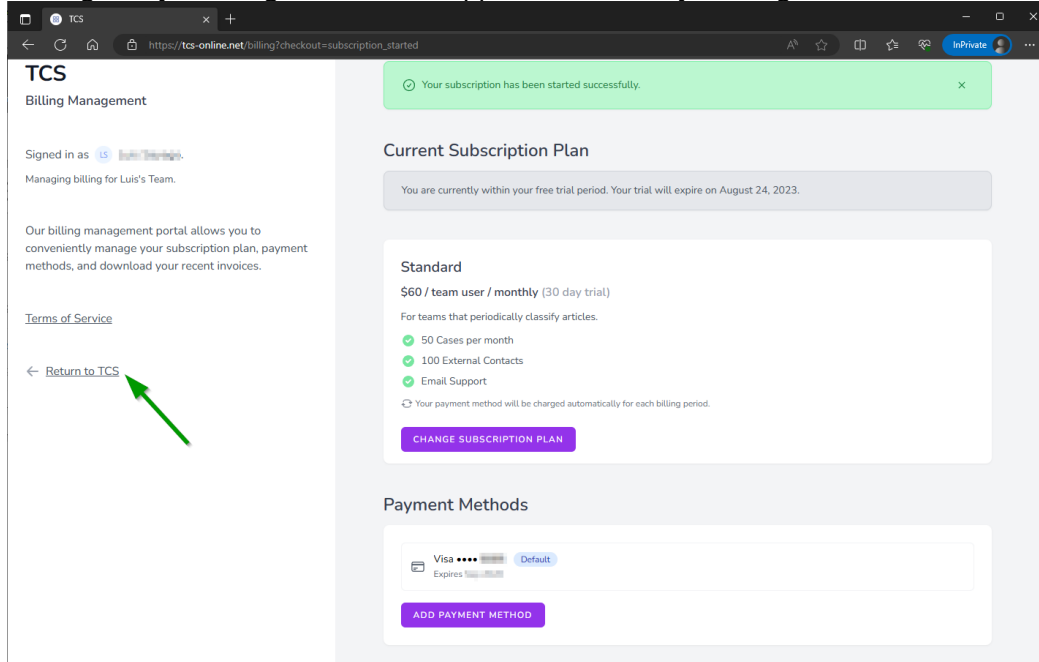 TCS
https://tcs-online.net/billing?checkout=subscription_started
InPrivate
TCS
Billing Management
Signed in as LS
Managing billing for Luis's Team.
Our billing management portal allows you to
conveniently manage your subscription plan, payment
methods, and download your recent invoices.
Terms of Service
← Return to TCS
Your subscription has been started successfully.
Current Subscription Plan
You are currently within your free trial period. Your trial will expire on August 24, 2023.
Standard
$60 / team user / monthly (30 day trial)
For teams that periodically classify articles.
50 Cases per month
100 External Contacts
Email Support
Your payment method will be charged automatically for each billing period.
CHANGE SUBSCRIPTION PLAN
Payment Methods
Visa •••• Default
Expires
ADD PAYMENT METHOD